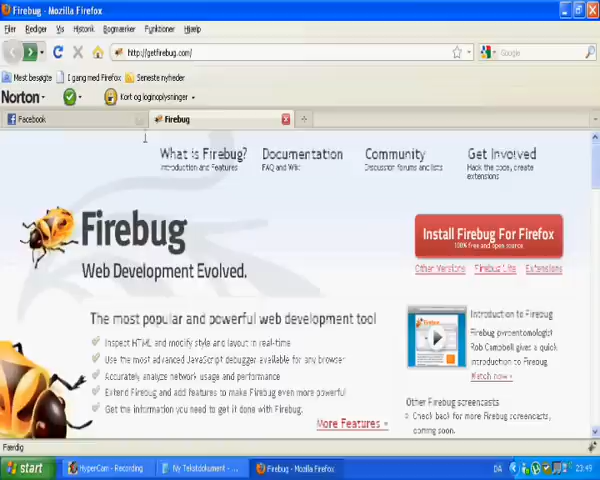 Firebug - Mozilla Firefox
Filer Rediger Vis Historik Bogmærker Funktioner Hjælp
http://getfirebug.com/
Google
Mest besøgte I gang med Firefox Seneste nyheder
Norton Kort og loginoplysninger
Facebook
Firebug
What is Firebug?
Introduction and Features
Documentation
FAQ and Wiki
Community
Discussion forums and lists
Get Involved
Hack the code, create
extensions
Firebug
Web Development Evolved.
Install Firebug For Firefox
100% free and open source
Other Versions Firebug Lite Extensions
The most popular and powerful web development tool
Inspect HTML and modify style and layout in real-time
Use the most advanced JavaScript debugger available for any browser
Accurately analyze network usage and performance
Extend Firebug and add features to make Firebug even more powerful
Get the information you need to get it done with Firebug.
More Features »
Introduction to Firebug
Firebug pyroentomologist
Rob Campbell gives a quick
introduction to Firebug.
Watch now »
Other Firebug screencasts
Check back for more Firebug screencasts,
coming soon.
Færdig
start
HyperCam - Recording
Ny Tekstdokument - ...
Firebug - Mozilla Firefox
DA
23:49